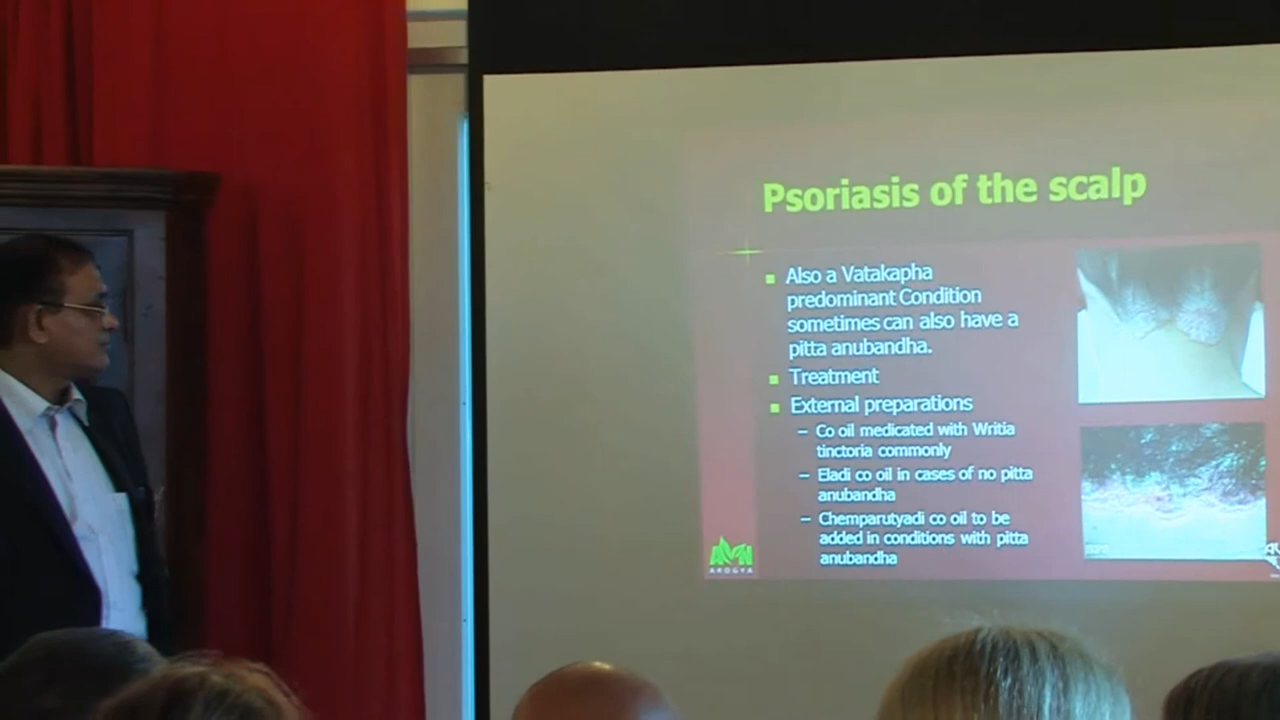 Psoriasis of the scalp
Also a Vatakapha
predominant Condition
sometimes can also have a
pitta anubandha.
Treatment
External preparations
– Co oil medicated with Writia
tinctoria commonly
– Eladi co oil in cases of no pitta
anubandha
– Chemparutyadi co oil to be
added in conditions with pitta
anubandha
AROGYA